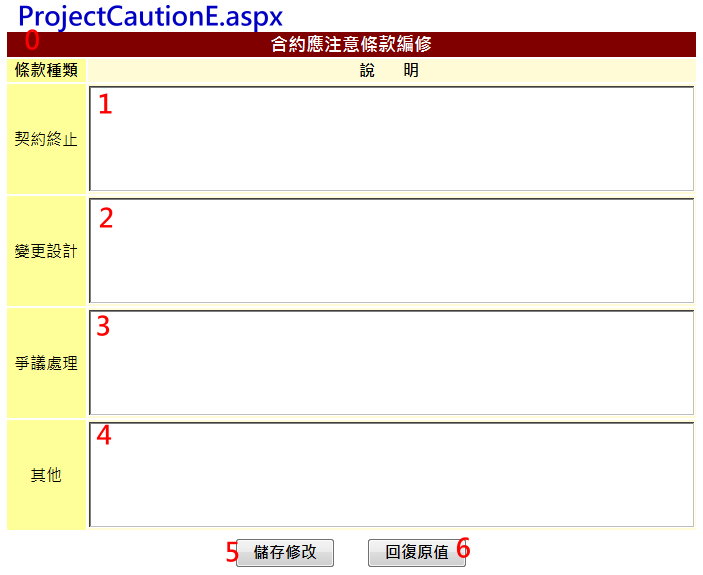 ProjectCautionE.aspx
0 合約應注意條款編修
條款種類 說 明
契約終止 1
變更設計 2
爭議處理 3
其他 4
5 儲存修改 回復原值 6